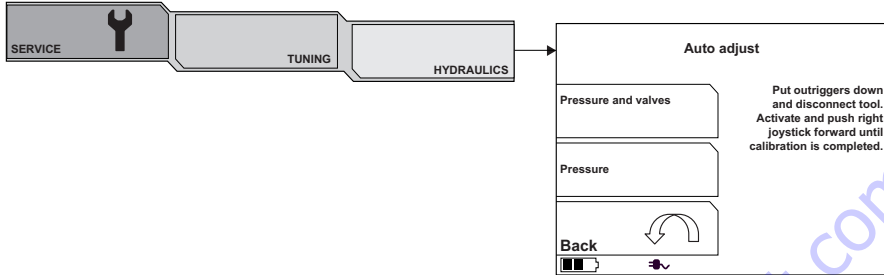 SERVICE
TUNING
HYDRAULICS
Auto adjust
Pressure and valves
Put outriggers down
and disconnect tool.
Activate and push right
joystick forward until
calibration is completed.
Pressure
Back
.com